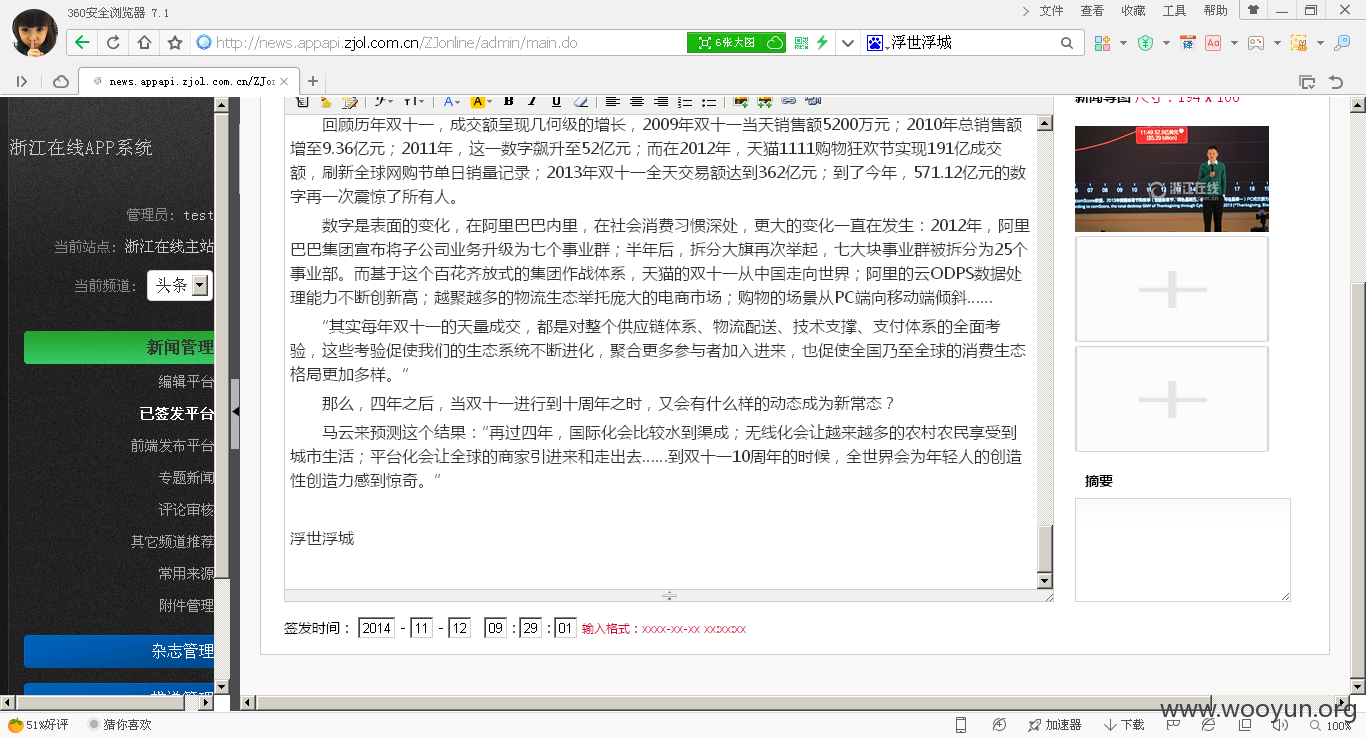 360安全浏览器 7.1
文件 查看 收藏 工具 帮助
http://news.appapi.zjol.com.cn/ZJonline/admin/main.do
6张大图
浮世浮城
news.appapi.zjol.com.cn/ZJon
浙江在线APP系统
管理员: test
当前站点: 浙江在线主站
当前频道: 头条
新闻管理
编辑平台
已签发平台
前端发布平台
专题新闻
评论审核
其它频道推荐
常用来源
附件管理
杂志管理
推送管理
回顾历年双十一，成交额呈现几何级的增长，2009年双十一当天销售额5200万元；2010年总销售额
增至9.36亿元；2011年，这一数字飙升至52亿元；而在2012年，天猫1111购物狂欢节实现191亿成交
额，刷新全球网购节单日销量记录；2013年双十一全天交易额达到362亿元；到了今年，571.12亿元的数
字再一次震惊了所有人。
数字是表面的变化，在阿里巴巴内里，在社会消费习惯深处，更大的变化一直在发生：2012年，阿里
巴巴集团宣布将子公司业务升级为七个事业群；半年后，拆分大旗再次举起，七大块事业群被拆分为25个
事业部。而基于这个百花齐放式的集团作战体系，天猫的双十一从中国走向世界；阿里的云ODPS数据处
理能力不断创新高；越聚越多的物流生态举托庞大的电商市场；购物的场景从PC端向移动端倾斜……
“其实每年双十一的天量成交，都是对整个供应链体系、物流配送、技术支撑、支付体系的全面考
验，这些考验促使我们的生态系统不断进化，聚合更多参与者加入进来，也促使全国乃至全球的消费生态
格局更加多样。”
那么，四年之后，当双十一进行到十周年之时，又会有什么样的动态成为新常态？
马云来预测这个结果：“再过四年，国际化会比较水到渠成；无线化会让越来越多的农村农民享受到
城市生活；平台化会让全球的商家引进来和走出去……到双十一10周年的时候，全世界会为年轻人的创造
性创造力感到惊奇。”
浮世浮城
签发时间： 2014 - 11 - 12 09 : 29 : 01 输入格式：xxxx-xx-xx xx:xx:xx
新闻导图 尺寸：194 x 106
11:49 52.9亿美元
($5.29 billion)
浙江在线
摘要
51%好评 猜你喜欢
加速器 下载 100%
www.wooyun.org